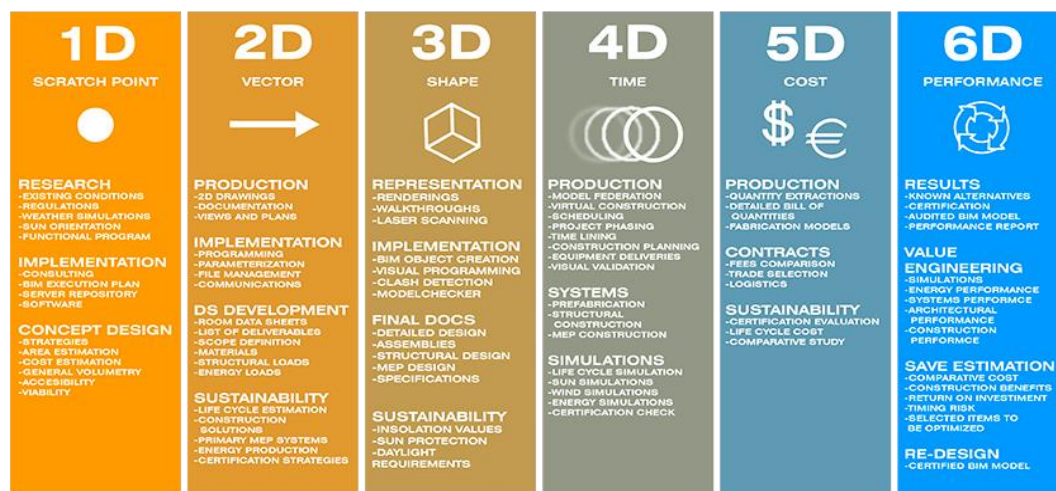 1D
SCRATCH POINT
RESEARCH
-EXISTING CONDITIONS
-REGULATIONS
-WEATHER SIMULATIONS
-SUN ORIENTATION
-FUNCTIONAL PROGRAM
IMPLEMENTATION
-CONSULTING
-BIM EXECUTION PLAN
-SERVER REPOSITORY
-SOFTWARE
CONCEPT DESIGN
-STRATEGIES
-AREA ESTIMATION
-COST ESTIMATION
-GENERAL VOLUMETRY
-ACCESIBILITY
-VIABILITY
2D
VECTOR
PRODUCTION
-2D DRAWINGS
-DOCUMENTATION
-VIEWS AND PLANS
IMPLEMENTATION
-PROGRAMMING
-PARAMETERIZATION
-FILE MANAGEMENT
-COMMUNICATIONS
DS DEVELOPMENT
-ROOM DATA SHEETS
-LIST OF DELIVERABLES
-SCOPE DEFINITION
-MATERIALS
-STRUCTURAL LOADS
-ENERGY LOADS
SUSTAINABILITY
-LIFE CYCLE ESTIMATION
-CONSTRUCTION
SOLUTIONS
-PRIMARY MEP SYSTEMS
-ENERGY PRODUCTION
-CERTIFICATION STRATEGIES
3D
SHAPE
REPRESENTATION
-RENDERINGS
-WALKTHROUGHS
-LASER SCANNING
IMPLEMENTATION
-BIM OBJECT CREATION
-VISUAL PROGRAMMING
-CLASH DETECTION
-MODELCHECKER
FINAL DOCS
-DETAILED DESIGN
-ASSEMBLIES
-STRUCTURAL DESIGN
-MEP DESIGN
-SPECIFICATIONS
SUSTAINABILITY
-INSOLATION VALUES
-SUN PROTECTION
-DAYLIGHT
REQUIREMENTS
4D
TIME
PRODUCTION
-MODEL FEDERATION
-VIRTUAL CONSTRUCTION
-SCHEDULING
-PROJECT PHASING
-TIME LINING
-CONSTRUCTION PLANNING
-EQUIPMENT DELIVERIES
-VISUAL VALIDATION
SYSTEMS
-PREFABRICATION
-STRUCTURAL
CONSTRUCTION
-MEP CONSTRUCTION
SIMULATIONS
-LIFE CYCLE SIMULATION
-SUN SIMULATIONS
-WIND SIMULATIONS
-ENERGY SIMULATIONS
-CERTIFICATION CHECK
5D
COST
$ €
PRODUCTION
-QUANTITY EXTRACTIONS
-DETAILED BILL OF
QUANTITIES
-FABRICATION MODELS
CONTRACTS
-FEES COMPARISON
-TRADE SELECTION
-LOGISTICS
SUSTAINABILITY
-CERTIFICATION EVALUATION
-LIFE CYCLE COST
-COMPARATIVE STUDY
6D
PERFORMANCE
RESULTS
-KNOWN ALTERNATIVES
-CERTIFICATION
-AUDITED BIM MODEL
-PERFORMANCE REPORT
VALUE
ENGINEERING
-SIMULATIONS
-ENERGY PERFORMANCE
-SYSTEMS PERFORMCE
-ARCHITECTURAL
PERFORMANCE
-CONSTRUCTION
PERFORMCE
SAVE ESTIMATION
-COMPARATIVE COST
-CONSTRUCTION BENEFITS
-RETURN ON INVESTMENT
-TIMING RISK
-SELECTED ITEMS TO
BE OPTIMIZED
RE-DESIGN
-CERTIFIED BIM MODEL